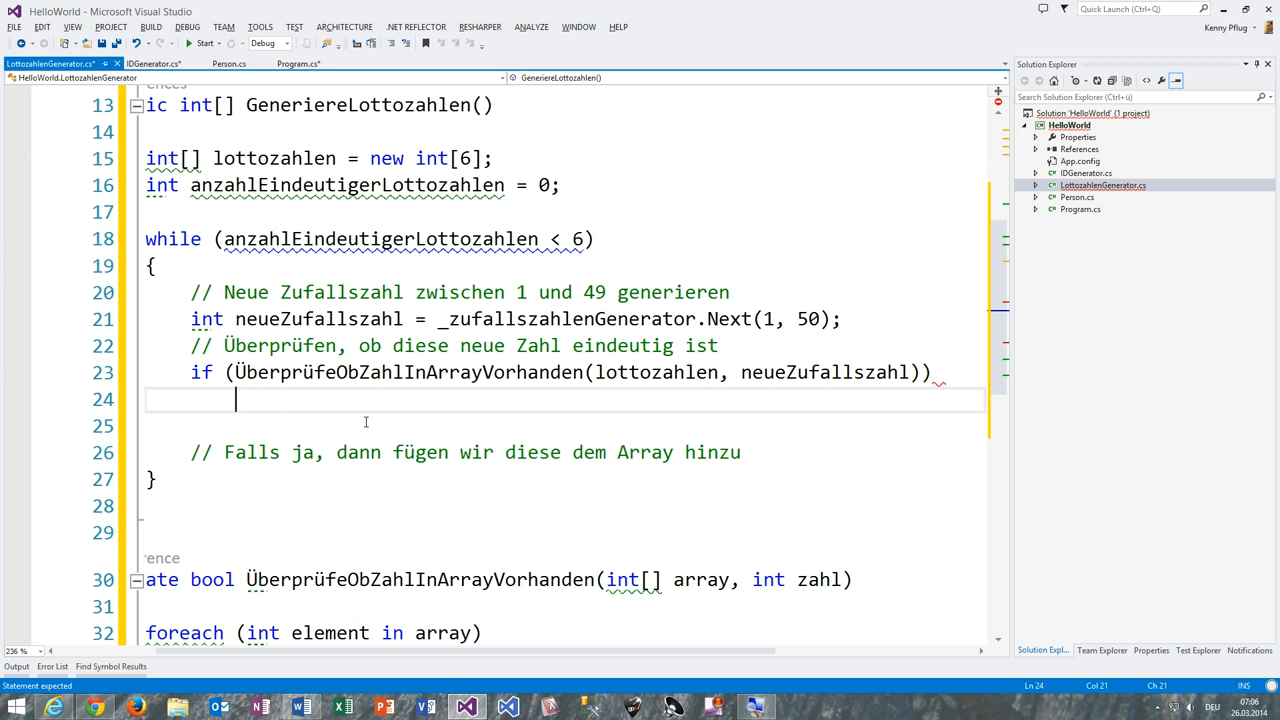 HelloWorld - Microsoft Visual Studio
Quick Launch (Ctrl+Q)
FILE EDIT VIEW PROJECT BUILD DEBUG TEAM TOOLS TEST ARCHITECTURE .NET REFLECTOR RESHARPER ANALYZE WINDOW HELP
Kenny Pflug
Start Debug
LottozahlenGenerator.cs* IDGenerator.cs* Person.cs Program.cs*
HelloWorld.LottozahlenGenerator GeneriereLottozahlen()
13 ic int[] GeneriereLottozahlen()
14
15 int[] lottozahlen = new int[6];
16 int anzahlEindeutigerLottozahlen = 0;
17
18 while (anzahlEindeutigerLottozahlen < 6)
19 {
20 // Neue Zufallszahl zwischen 1 und 49 generieren
21 int neueZufallszahl = _zufallszahlenGenerator.Next(1, 50);
22 // Überprüfen, ob diese neue Zahl eindeutig ist
23 if (ÜberprüfeObZahlInArrayVorhanden(lottozahlen, neueZufallszahl))
24
25
26 // Falls ja, dann fügen wir diese dem Array hinzu
27 }
28
29
ence
30 ate bool ÜberprüfeObZahlInArrayVorhanden(int[] array, int zahl)
31
32 foreach (int element in array)
236 %
Solution Explorer
Search Solution Explorer (Ctrl+ü)
Solution 'HelloWorld' (1 project)
HelloWorld
Properties
References
App.config
IDGenerator.cs
LottozahlenGenerator.cs
Person.cs
Program.cs
Solution Expl... Team Explorer Properties Test Explorer Notifications
Output Error List Find Symbol Results
Statement expected Ln 24 Col 21 Ch 21 INS
DEU
07:06
26.03.2014